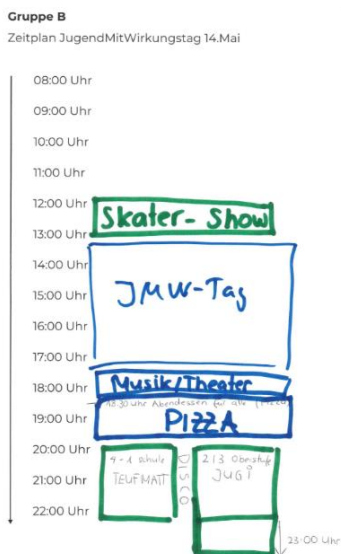 Gruppe B
Zeitplan JugendMitWirkungstag 14.Mai
08:00 Uhr
09:00 Uhr
10:00 Uhr
11:00 Uhr
12:00 Uhr
Skater-Show
13:00 Uhr
14:00 Uhr
JMW-Tag
15:00 Uhr
16:00 Uhr
17:00 Uhr
18:00 Uhr
Musik/Theater
18:30 Uhr Abendessen für alle (Pizza)
19:00 Uhr
PIZZA
20:00 Uhr
schule
TEUFMATT
DISCO
2/3 Oberstufe
JUGI
21:00 Uhr
22:00 Uhr
23:00 Uhr